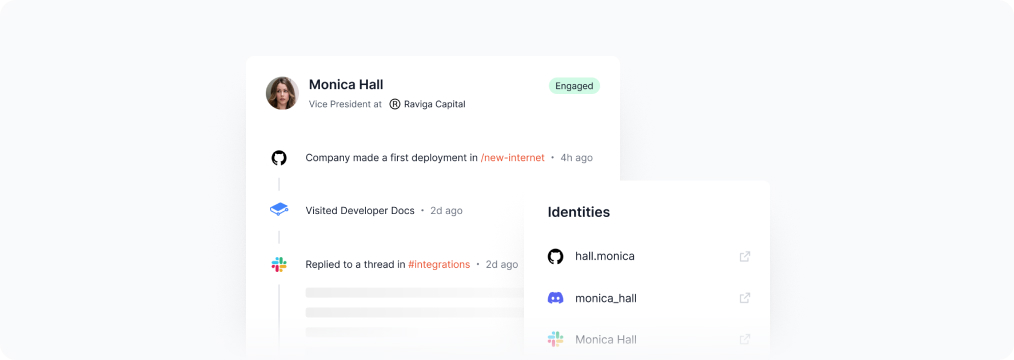 Monica Hall
Engaged
Vice President at Raviga Capital
Company made a first deployment in /new-internet • 4h ago
Visited Developer Docs • 2d ago
Replied to a thread in #integrations • 2d ago
Identities
hall.monica
monica_hall
Monica Hall